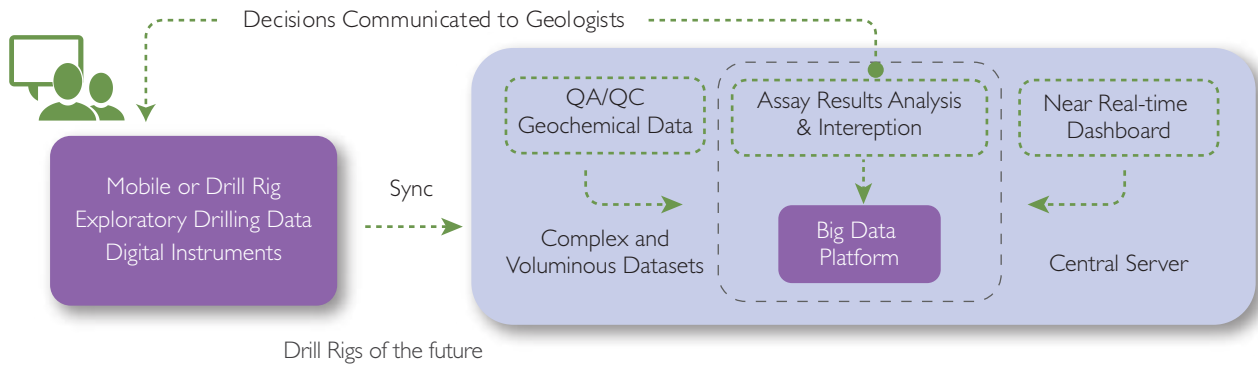 Decisions Communicated to Geologists
Mobile or Drill Rig
Exploratory Drilling Data
Digital Instruments
Sync
QA/QC
Geochemical Data
Assay Results Analysis
& Intereption
Near Real-time
Dashboard
Complex and
Voluminous Datasets
Big Data
Platform
Central Server
Drill Rigs of the future